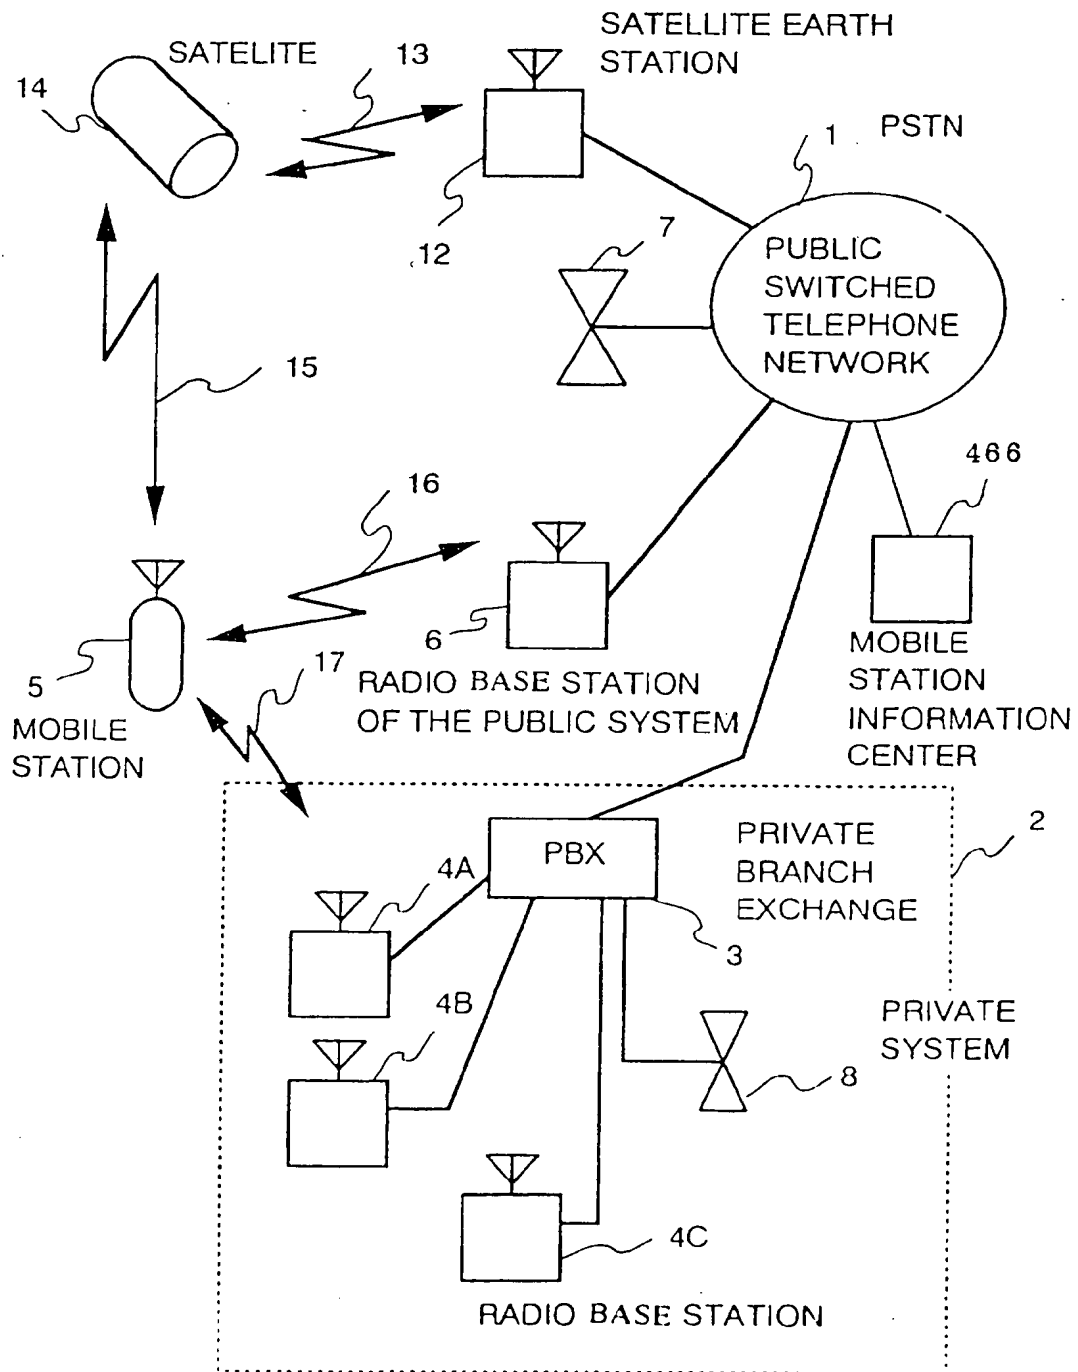 SATELLITE EARTH
STATION
SATELITE
13
14
1
PSTN
12
7
PUBLIC
SWITCHED
TELEPHONE
NETWORK
15
466
16
6
5
17
MOBILE
STATION
RADIO BASE STATION
OF THE PUBLIC SYSTEM
MOBILE
STATION
INFORMATION
CENTER
2
PBX
PRIVATE
BRANCH
EXCHANGE
4A
3
4B
PRIVATE
SYSTEM
8
4C
RADIO BASE STATION